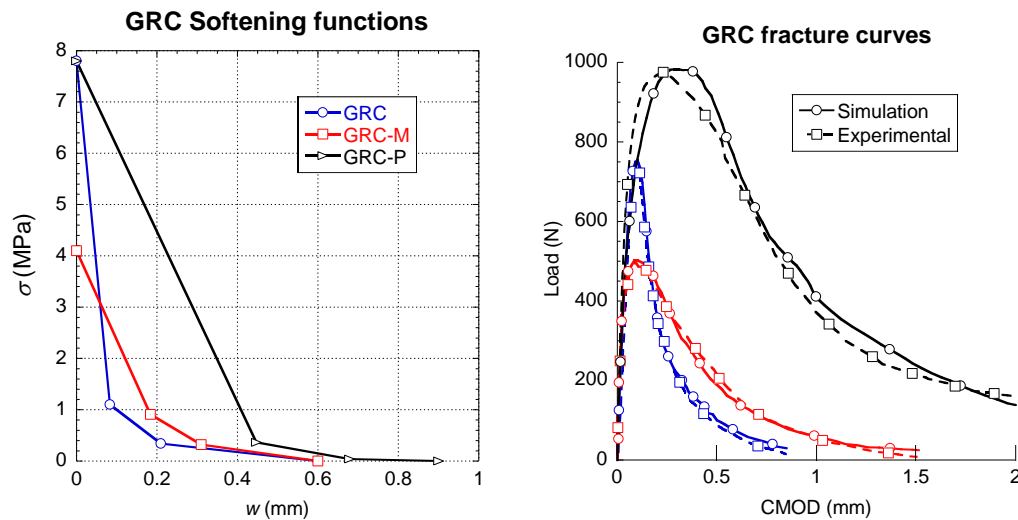 GRC Softening functions
σ (MPa)
8
7
6
5
4
3
2
1
0
GRC
GRC-M
GRC-P
0 0.2 0.4 0.6 0.8 1
w (mm)
GRC fracture curves
Load (N)
1000
800
600
400
200
0
Simulation
Experimental
0 0.5 1 1.5 2
CMOD (mm)